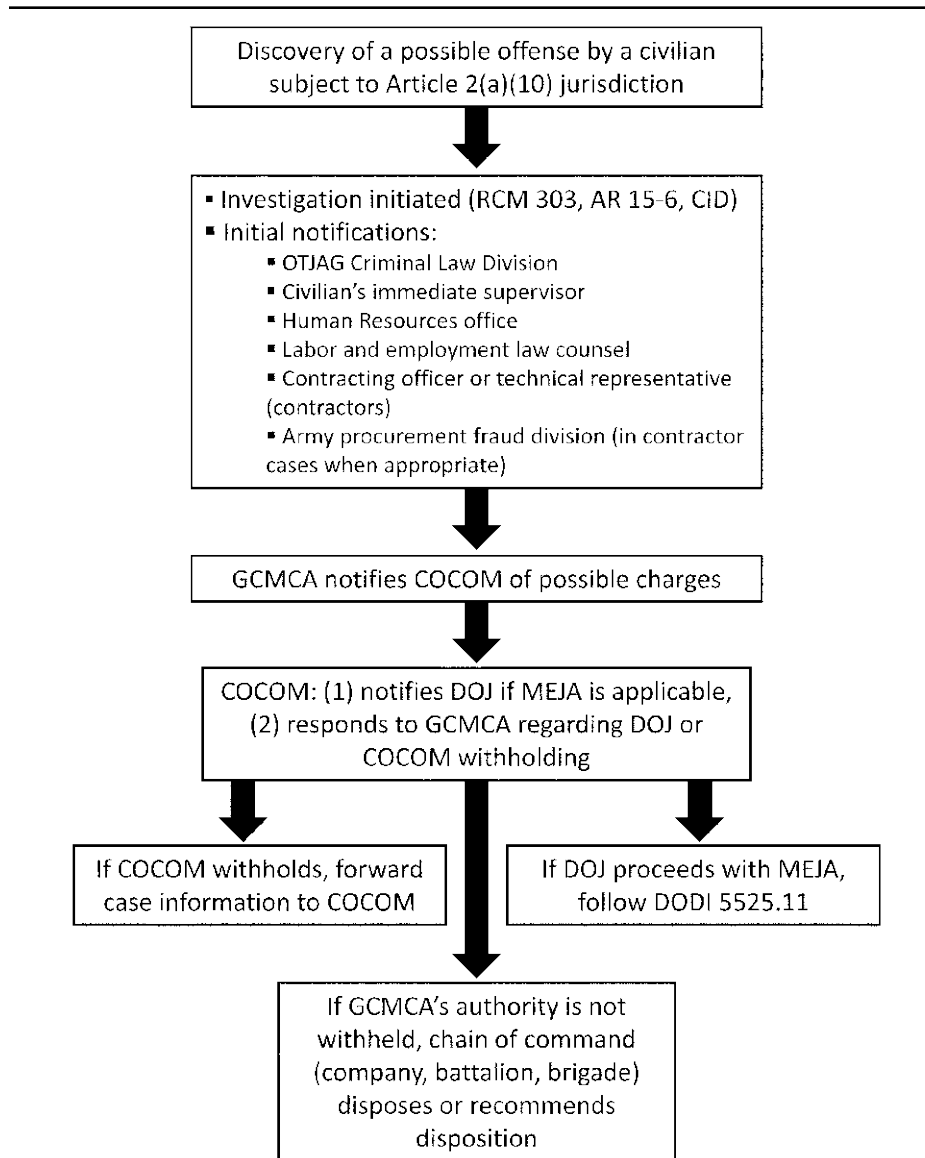 Discovery of a possible offense by a civilian
subject to Article 2(a)(10) jurisdiction
▪ Investigation initiated (RCM 303, AR 15-6, CID)
▪ Initial notifications:
▪ OTJAG Criminal Law Division
▪ Civilian’s immediate supervisor
▪ Human Resources office
▪ Labor and employment law counsel
▪ Contracting officer or technical representative
(contractors)
▪ Army procurement fraud division (in contractor
cases when appropriate)
GCMCA notifies COCOM of possible charges
COCOM: (1) notifies DOJ if MEJA is applicable,
(2) responds to GCMCA regarding DOJ or
COCOM withholding
If COCOM withholds, forward
case information to COCOM
If DOJ proceeds with MEJA,
follow DODI 5525.11
If GCMCA’s authority is not
withheld, chain of command
(company, battalion, brigade)
disposes or recommends
disposition